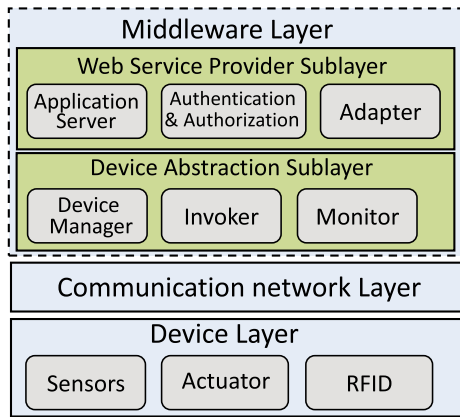 Middleware Layer
Web Service Provider Sublayer
Application
Server
Authentication
& Authorization
Adapter
Device Abstraction Sublayer
Device
Manager
Invoker
Monitor
Communication network Layer
Device Layer
Sensors
Actuator
RFID